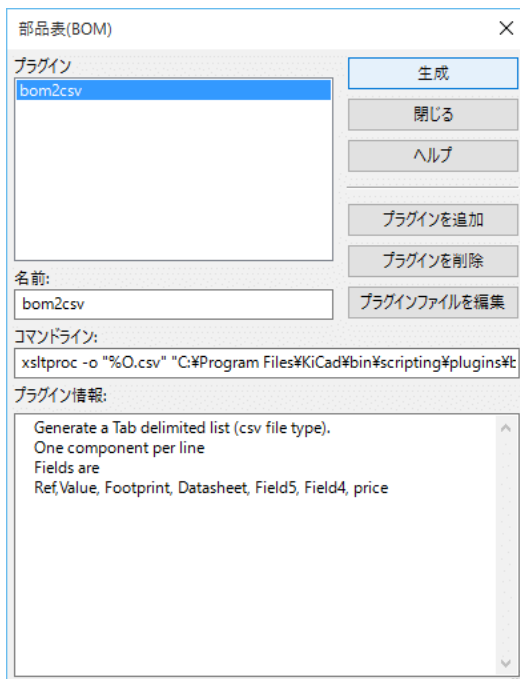 部品表(BOM)
プラグイン
bom2csv
生成
閉じる
ヘルプ
プラグインを追加
プラグインを削除
プラグインファイルを編集
名前:
bom2csv
コマンドライン:
xsltproc -o "%O.csv" "C:¥Program Files¥KiCad¥bin¥scripting¥plugins¥b
プラグイン情報:
Generate a Tab delimited list (csv file type).
One component per line
Fields are
Ref,Value, Footprint, Datasheet, Field5, Field4, price